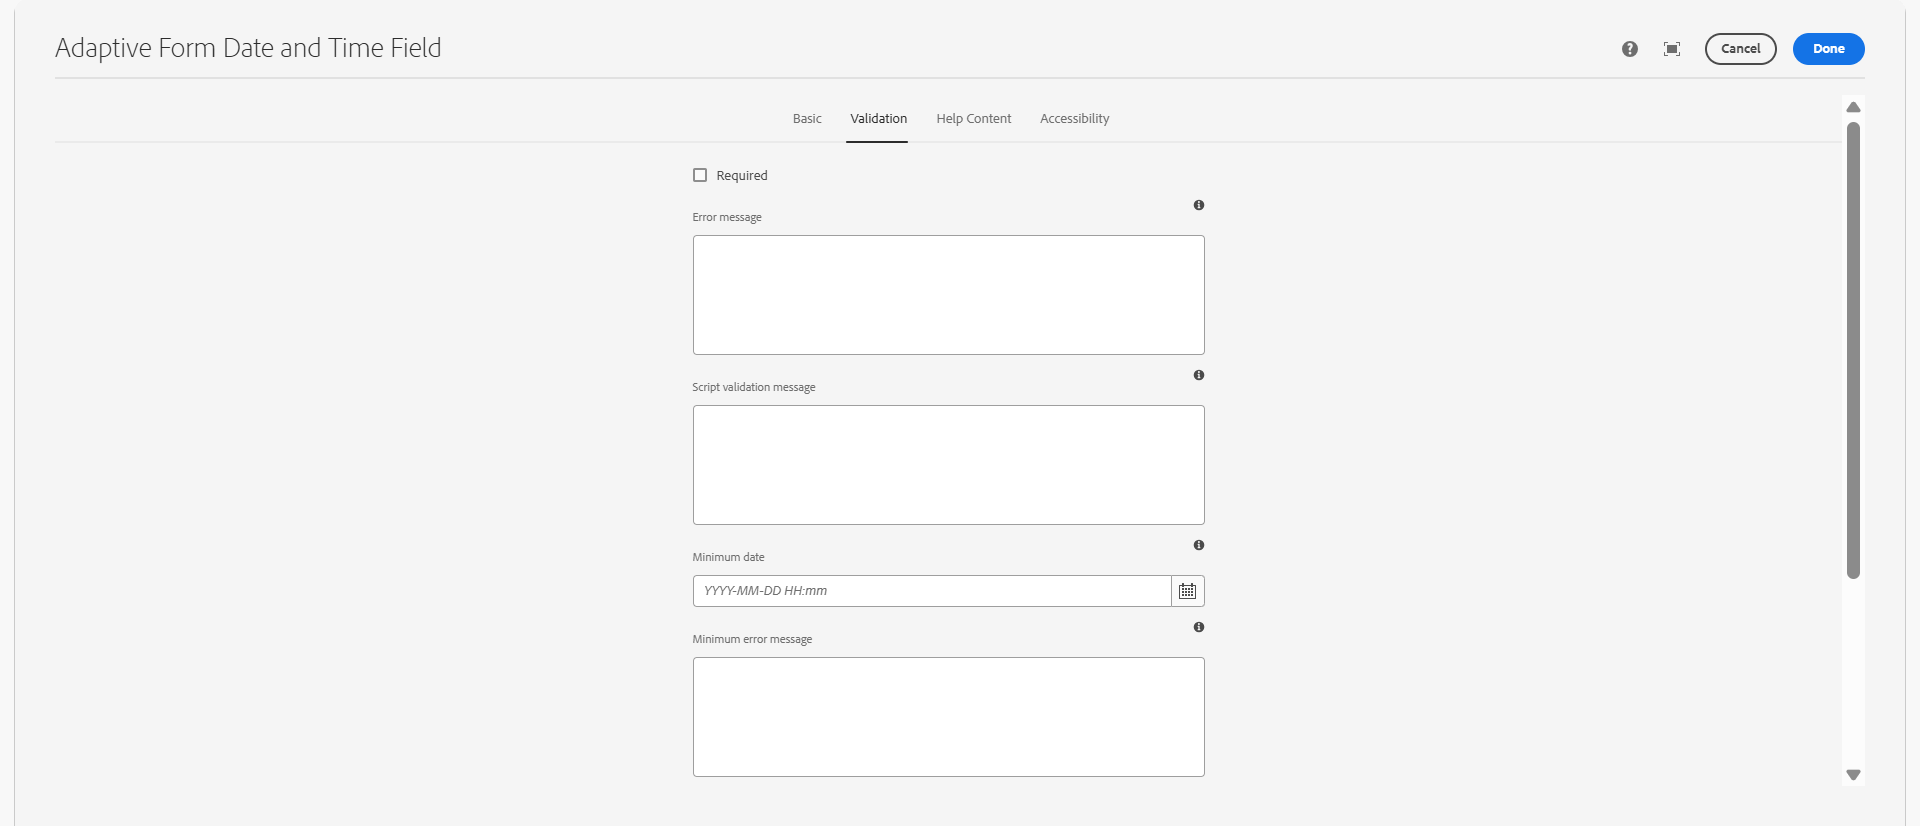 Adaptive Form Date and Time Field
Cancel
Done
Basic
Validation
Help Content
Accessibility
Required
Error message
Script validation message
Minimum date
YYYY-MM-DD HH:mm
Minimum error message